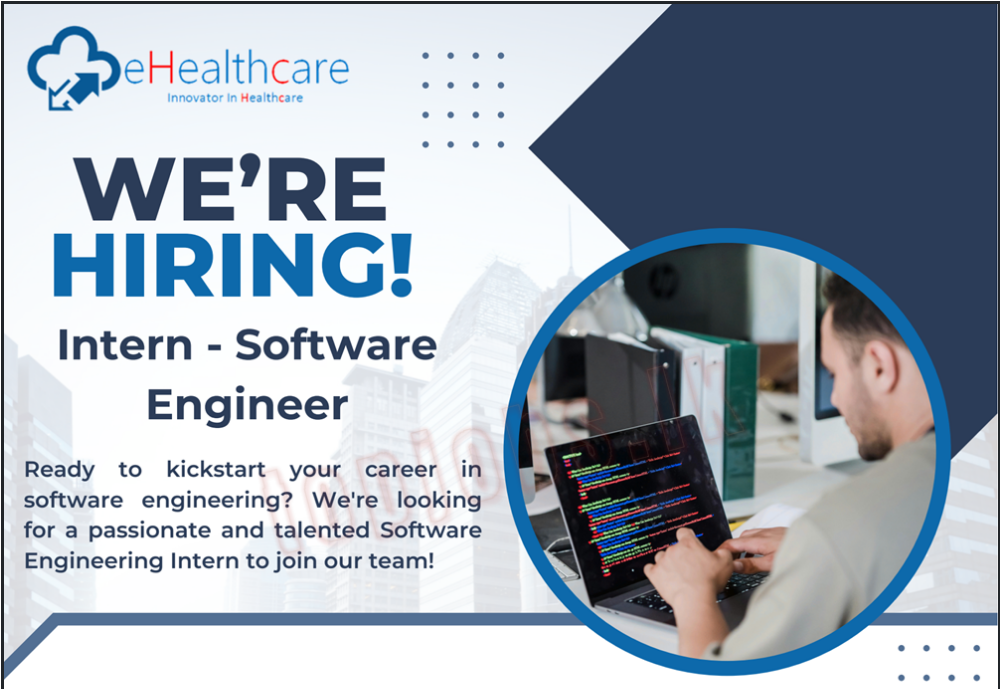 eHealthcare
Innovator In Healthcare
WE'RE
HIRING!
Intern - Software
Engineer
Ready to kickstart your career in
software engineering? We're looking
for a passionate and talented Software
Engineering Intern to join our team!